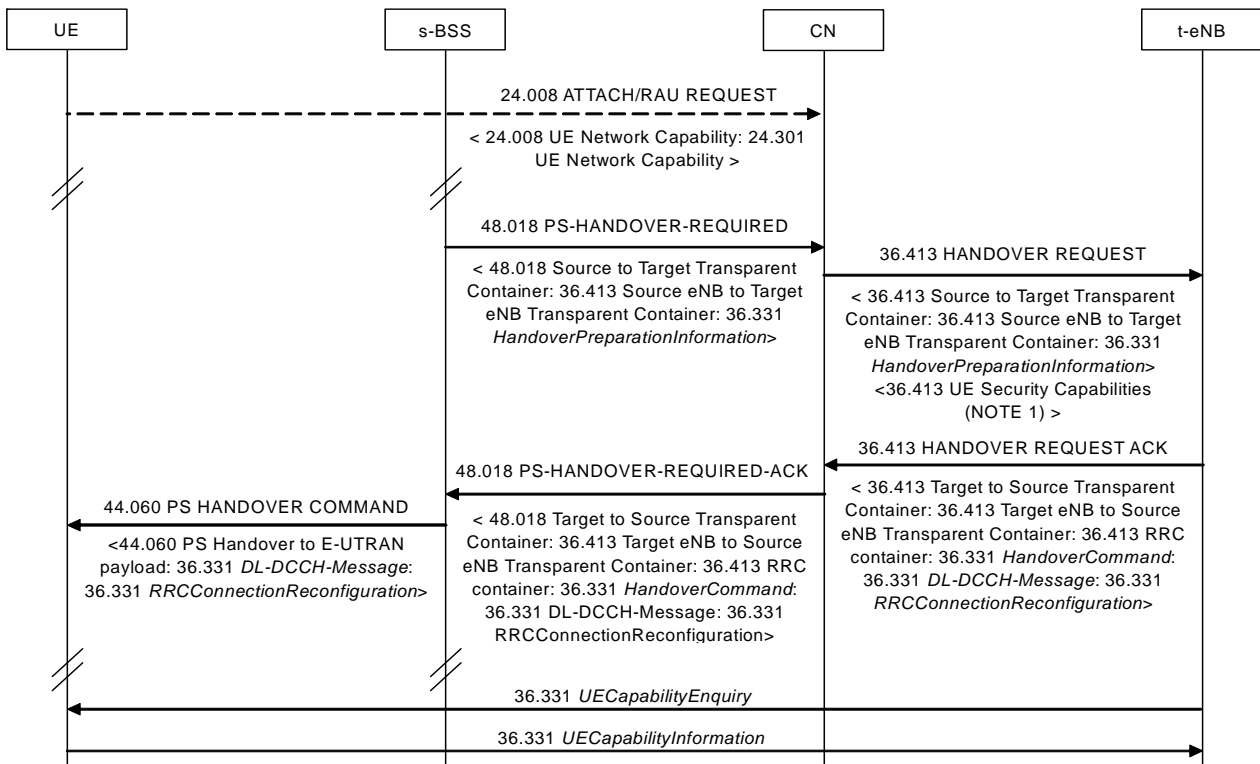 UE
s-BSS
CN
t-eNB
24.008 ATTACH/RAU REQUEST
< 24.008 UE Network Capability: 24.301
UE Network Capability >
48.018 PS-HANDOVER-REQUIRED
< 48.018 Source to Target Transparent
Container: 36.413 Source eNB to Target
eNB Transparent Container: 36.331
HandoverPreparationInformation>
36.413 HANDOVER REQUEST
< 36.413 Source to Target Transparent
Container: 36.413 Source eNB to Target
eNB Transparent Container: 36.331
HandoverPreparationInformation>
<36.413 UE Security Capabilities
(NOTE 1) >
36.413 HANDOVER REQUEST ACK
< 36.413 Target to Source Transparent
Container: 36.413 Target eNB to Source
eNB Transparent Container: 36.413 RRC
container: 36.331 HandoverCommand:
36.331 DL-DCCH-Message: 36.331
RRCConnectionReconfiguration>
48.018 PS-HANDOVER-REQUIRED-ACK
< 48.018 Target to Source Transparent
Container: 36.413 Target eNB to Source
eNB Transparent Container: 36.413 RRC
container: 36.331 HandoverCommand:
36.331 DL-DCCH-Message: 36.331
RRCConnectionReconfiguration>
44.060 PS HANDOVER COMMAND
<44.060 PS Handover to E-UTRAN
payload: 36.331 DL-DCCH-Message:
36.331 RRCConnectionReconfiguration>
36.331 UECapabilityEnquiry
36.331 UECapabilityInformation